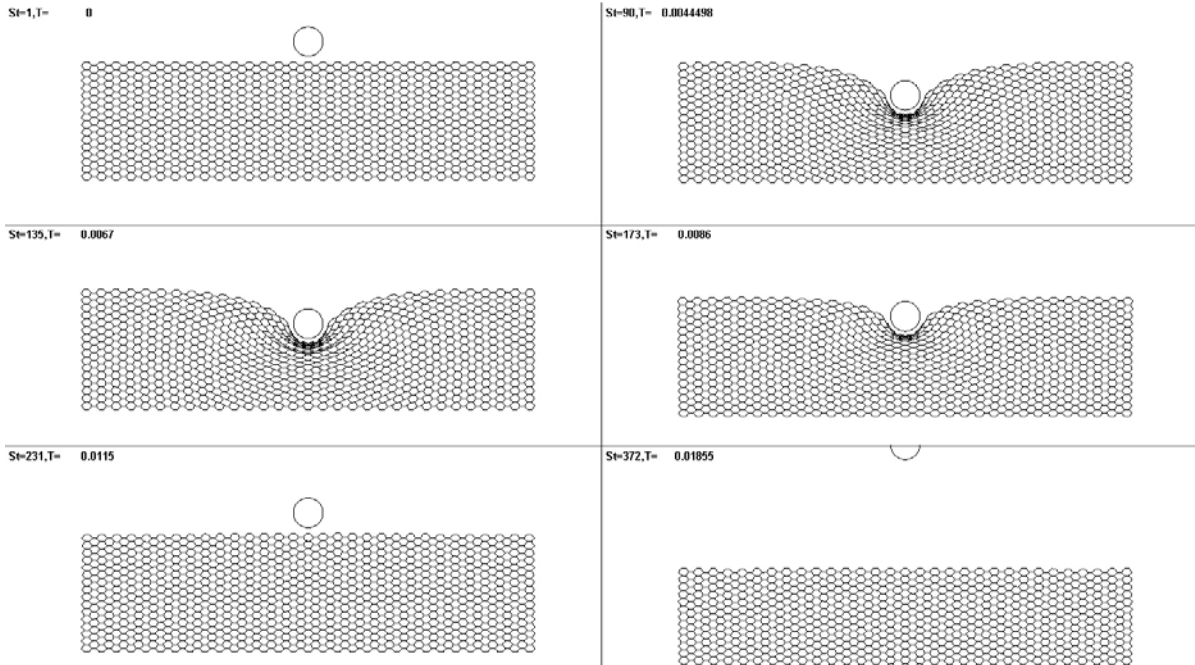 St=1,T= 0
St=90,T= 0.0044498
St=135,T= 0.0067
St=173,T= 0.0086
St=231,T= 0.0115
St=372,T= 0.01855